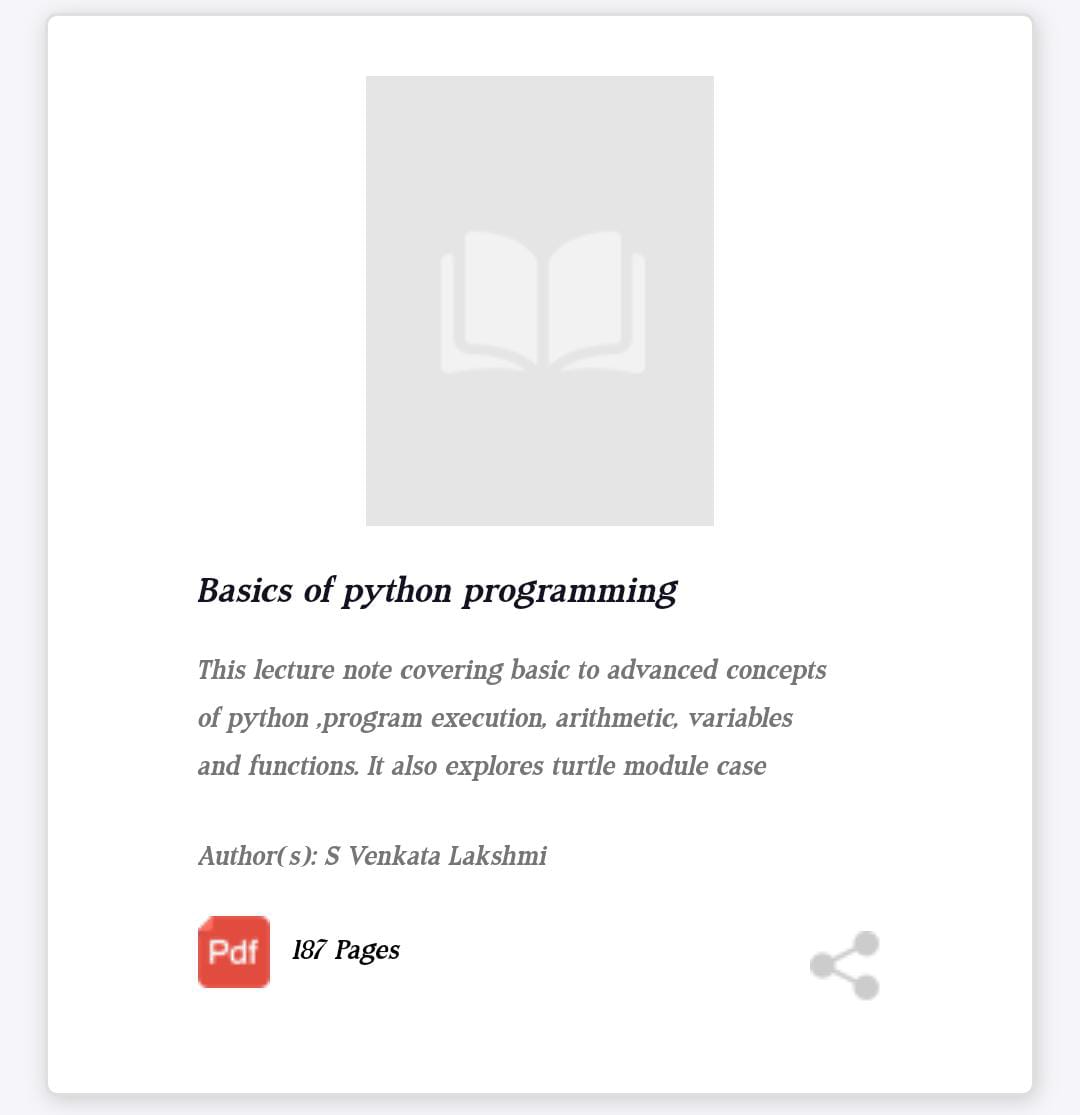 Basics of python programming
This lecture note covering basic to advanced concepts
of python ,program execution, arithmetic, variables
and functions. It also explores turtle module case
Author(s): S Venkata Lakshmi
Pdf 187 Pages